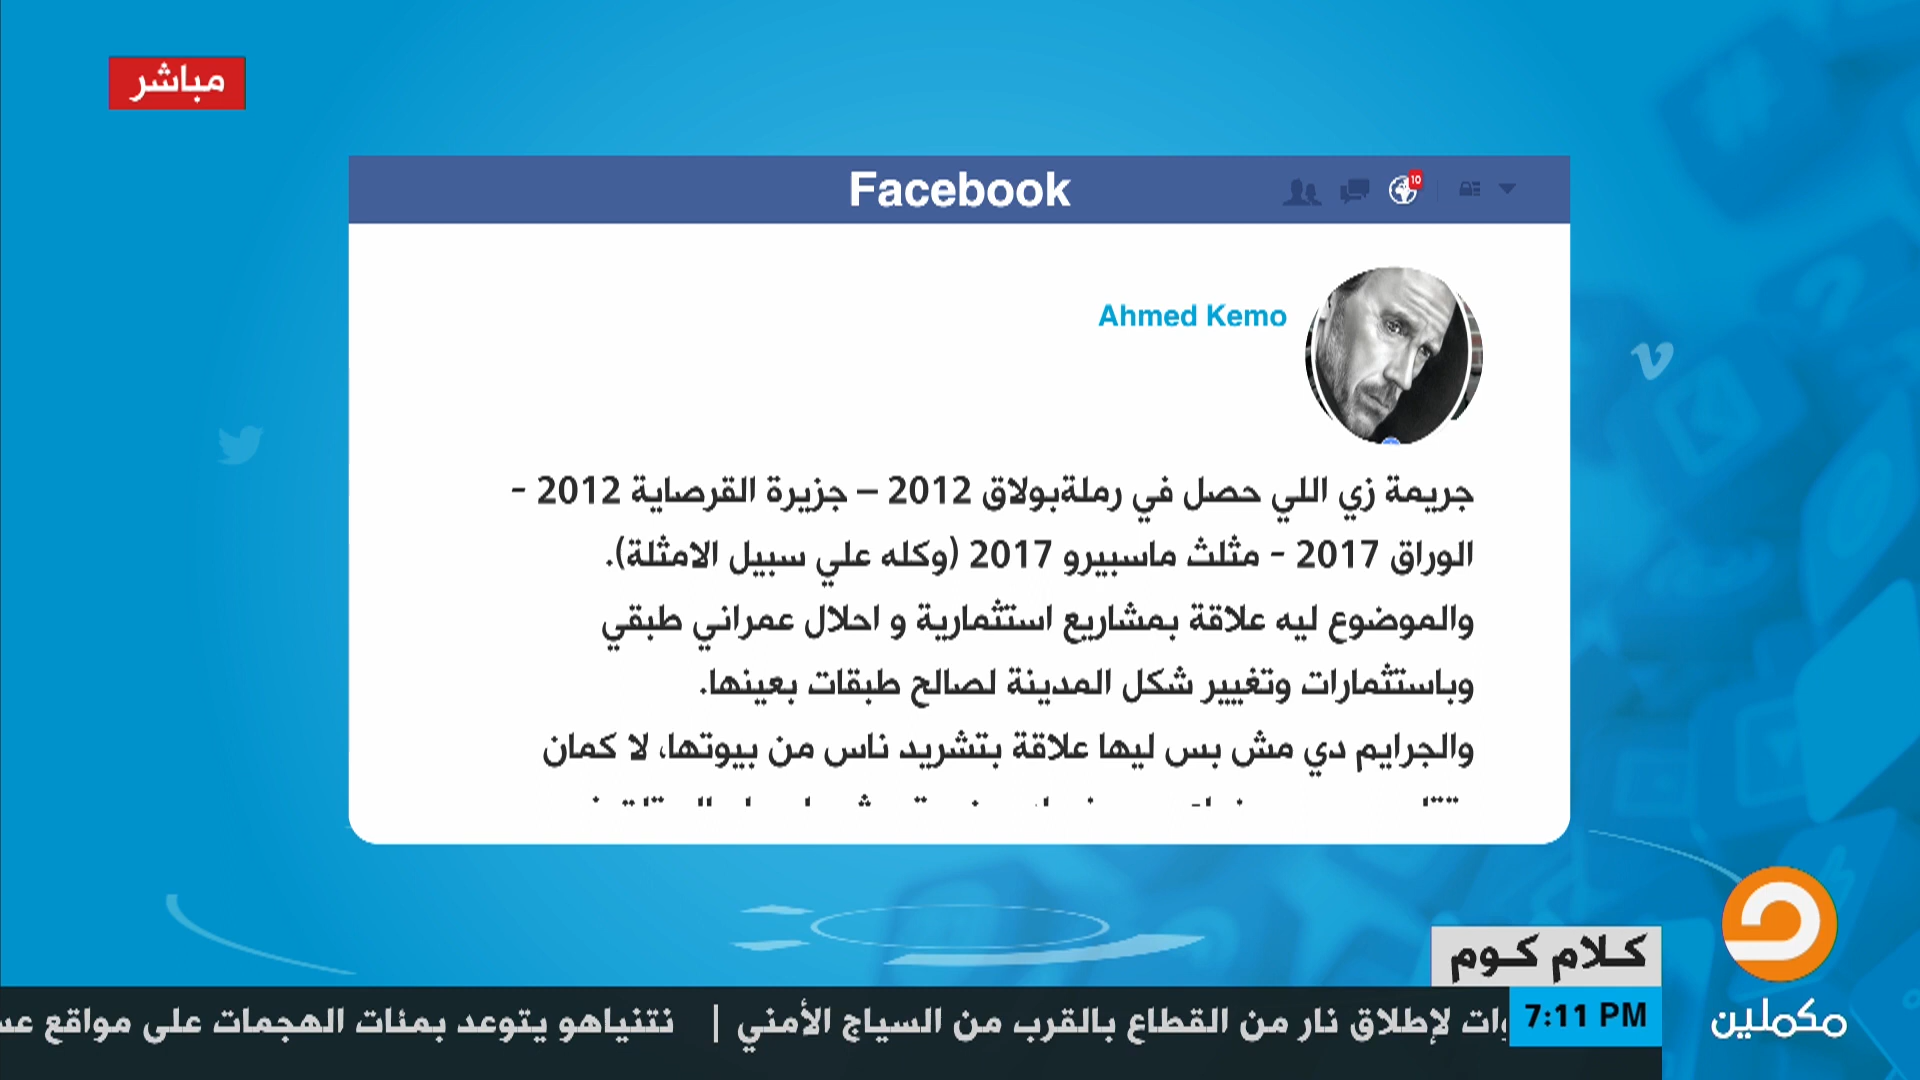 مباشر
Facebook
10
Ahmed Kemo
جريمة زي اللي حصل في رملةبولاق 2012 – جزيرة القرصاية 2012 -
الوراق 2017 - مثلث ماسبيرو 2017 (وكله علي سبيل الامثلة).
والموضوع ليه علاقة بمشاريع استثمارية و احلال عمراني طبقي
وباستثمارات وتغيير شكل المدينة لصالح طبقات بعينها.
والجرايم دي مش بس ليها علاقة بتشريد ناس من بيوتها، لا كمان
كلام كوم
7:11 PM
لإطلاق نار من القطاع بالقرب من السياج الأمني | نتنياهو يتوعد بمئات الهجمات على مواقع
مكملين